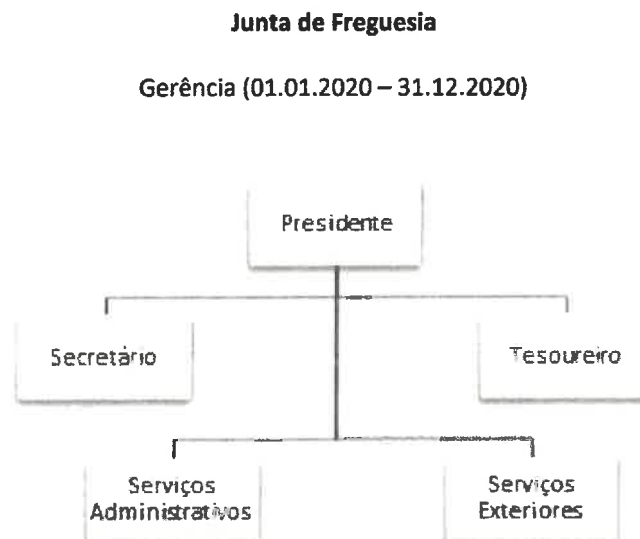 Junta de Freguesia
Gerência (01.01.2020 – 31.12.2020)
Presidente
Secretário
Tesoureiro
Serviços
Administrativos
Serviços
Exteriores